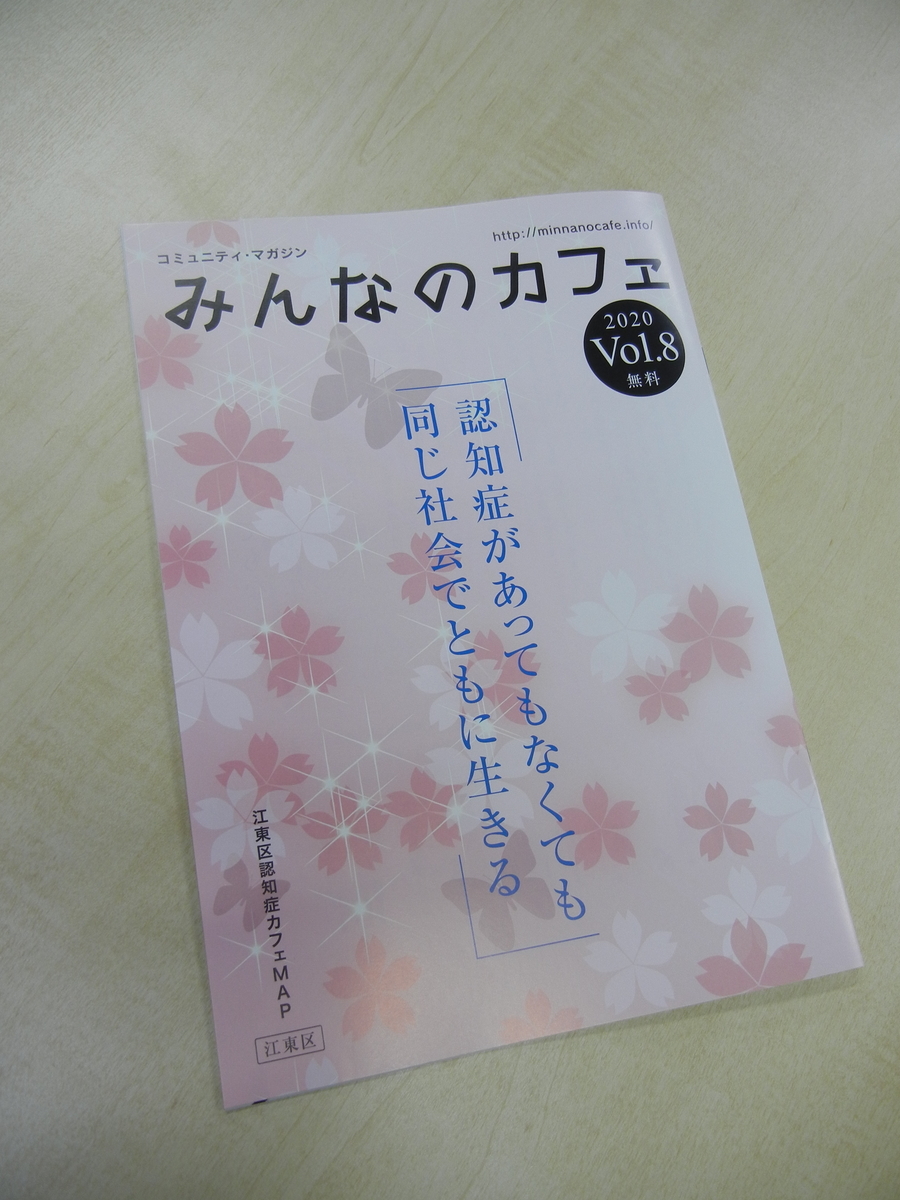 http://minnanocafe.info/
コミュニティ・マガジン
みんなのカフェ
2020
Vol.8
無料
認知症があってもなくても
同じ社会でともに生きる
江東区認知症カフェMAP
江東区